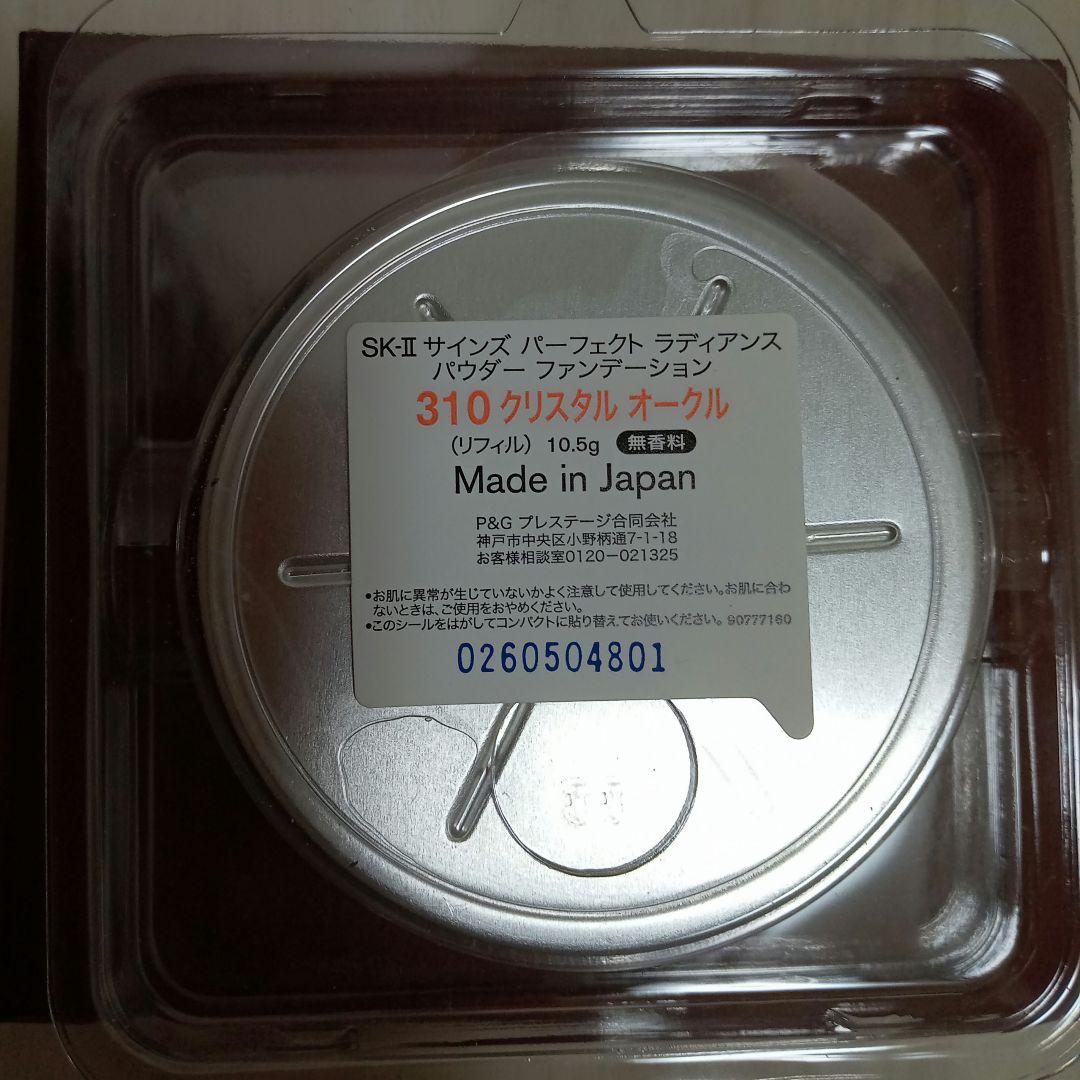 SK-Ⅱ サインズ パーフェクト ラディアンス
パウダー ファンデーション
310 クリスタル オークル
(リフィル) 10.5g 無香料
Made in Japan
P&G プレステージ合同会社
神戸市中央区小野柄通7-1-18
お客様相談室0120-021325
•お肌に異常が生じていないかよく注意して使用してください。お肌に合わ
ないときは、ご使用をおやめください。
•このシールをはがしてコンパクトに貼り替えてお使いください。 90777160
0260504801